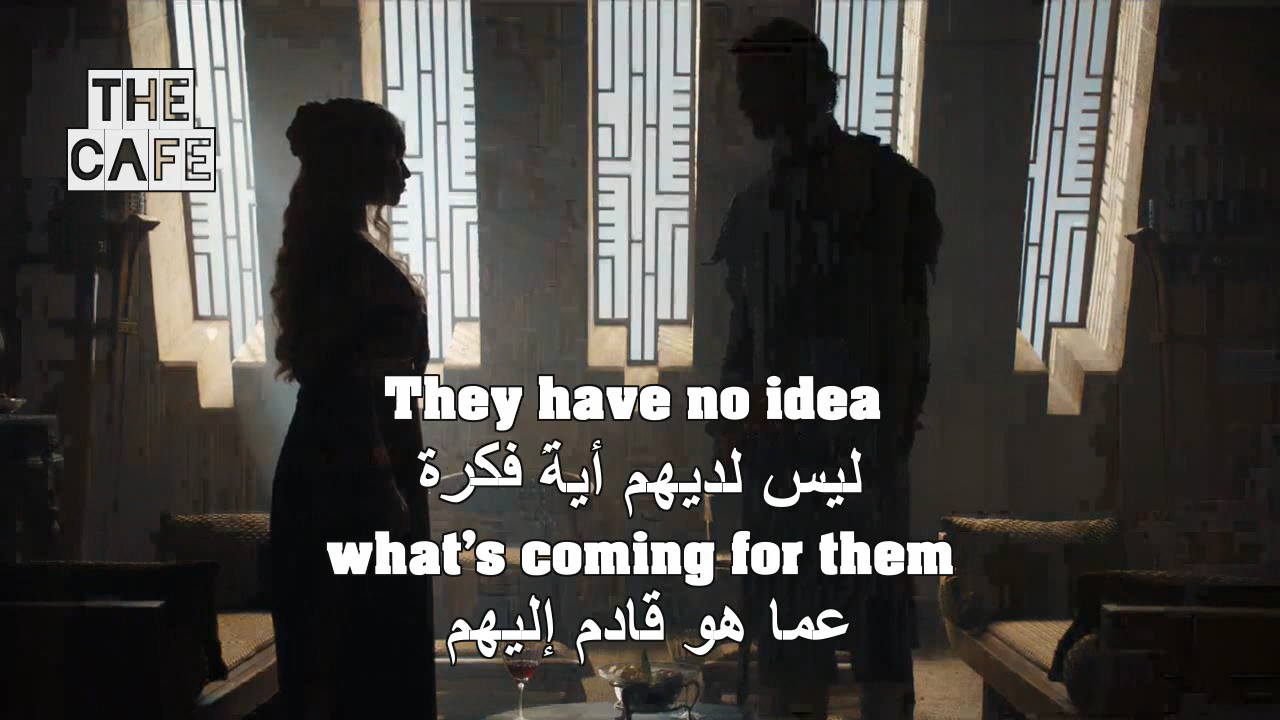 THE
CAFE
They have no idea
ليس لديهم أية فكرة
what's coming for them
عما هو قادم إليهم